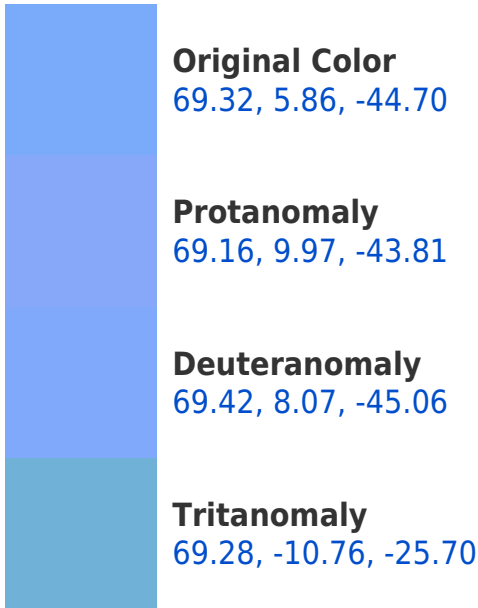 Original Color
69.32, 5.86, -44.70
Protanomaly
69.16, 9.97, -43.81
Deuteranomaly
69.42, 8.07, -45.06
Tritanomaly
69.28, -10.76, -25.70